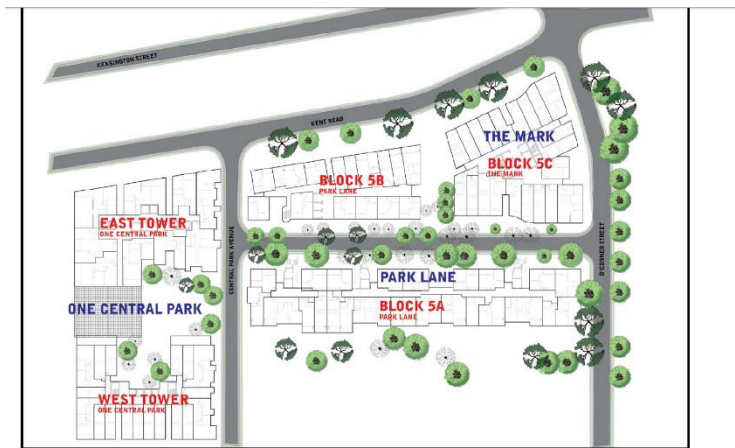 KENSINGTON STREET
KENT ROAD
THE MARK
BLOCK 5B
PARK LANE
BLOCK 5C
THE MARK
EAST TOWER
ONE CENTRAL PARK
CENTRAL PARK AVENUE
O'CONNER STREET
PARK LANE
ONE CENTRAL PARK
BLOCK 5A
PARK LANE
WEST TOWER
ONE CENTRAL PARK